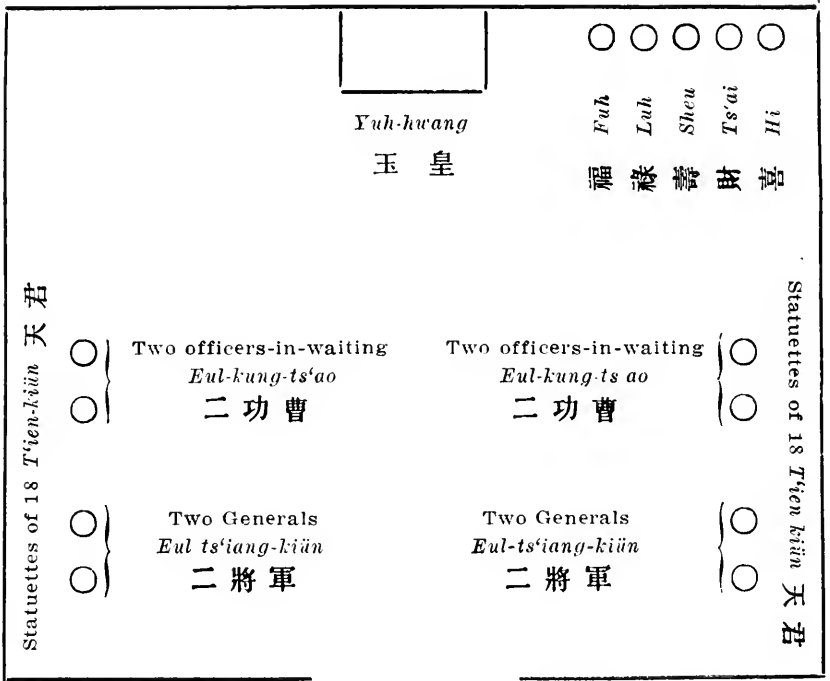 Yuh-hwang
玉皇
Fuh
福
Luh
祿
Sheu
壽
Ts'ai
財
Hi
喜
Statuettes of 18 T'ien-kiün 天君
Two officers-in-waiting
Eul-kung-ts'ao
二功曹
Two officers-in-waiting
Eul-kung-ts ao
二功曹
Two Generals
Eul ts'iang-kiün
二將軍
Two Generals
Eul-ts'iang-kiün
二將軍
Statuettes of 18 T'ien kiün 天君